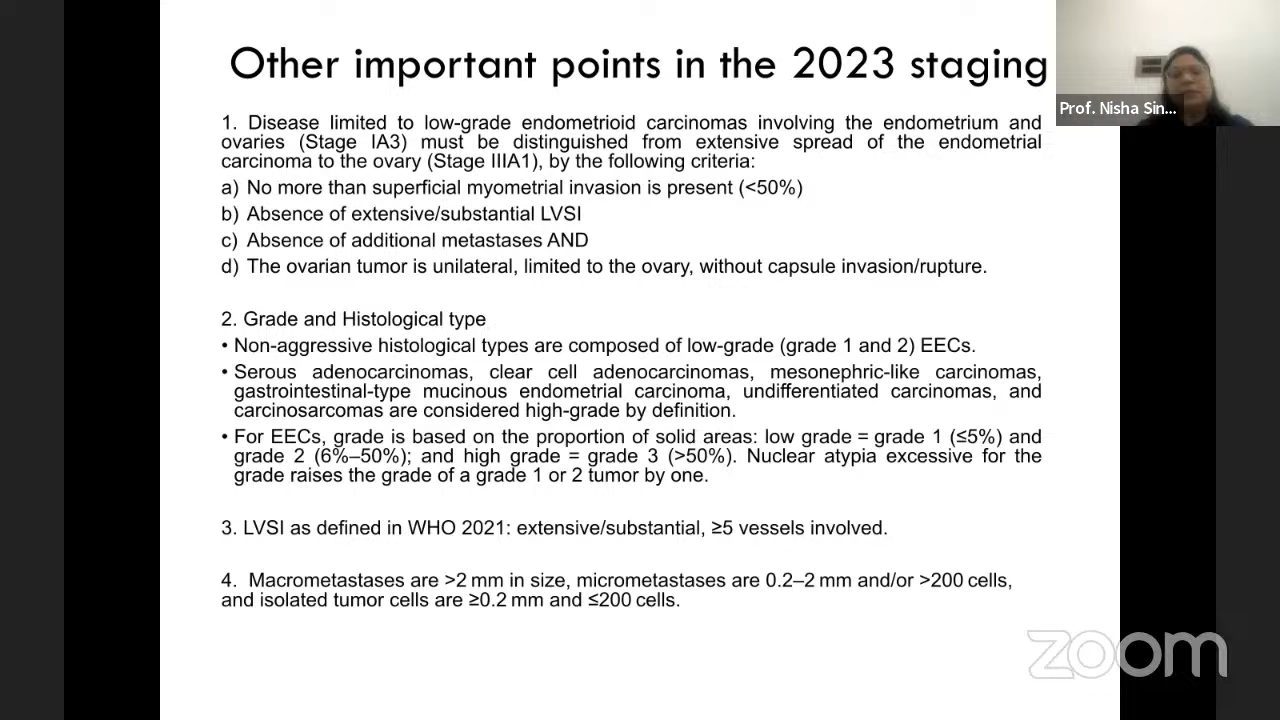 Other important points in the 2023 staging
Prof. Nisha Sin...
1. Disease limited to low-grade endometrioid carcinomas involving the endometrium and
ovaries (Stage IA3) must be distinguished from extensive spread of the endometrial
carcinoma to the ovary (Stage IIIA1), by the following criteria:
a) No more than superficial myometrial invasion is present (<50%)
b) Absence of extensive/substantial LVSI
c) Absence of additional metastases AND
d) The ovarian tumor is unilateral, limited to the ovary, without capsule invasion/rupture.
2. Grade and Histological type
• Non-aggressive histological types are composed of low-grade (grade 1 and 2) EECs.
• Serous adenocarcinomas, clear cell adenocarcinomas, mesonephric-like carcinomas,
gastrointestinal-type mucinous endometrial carcinoma, undifferentiated carcinomas, and
carcinosarcomas are considered high-grade by definition.
• For EECs, grade is based on the proportion of solid areas: low grade = grade 1 (≤5%) and
grade 2 (6%–50%); and high grade = grade 3 (>50%). Nuclear atypia excessive for the
grade raises the grade of a grade 1 or 2 tumor by one.
3. LVSI as defined in WHO 2021: extensive/substantial, ≥5 vessels involved.
4. Macrometastases are >2 mm in size, micrometastases are 0.2–2 mm and/or >200 cells,
and isolated tumor cells are ≥0.2 mm and ≤200 cells.
zoom